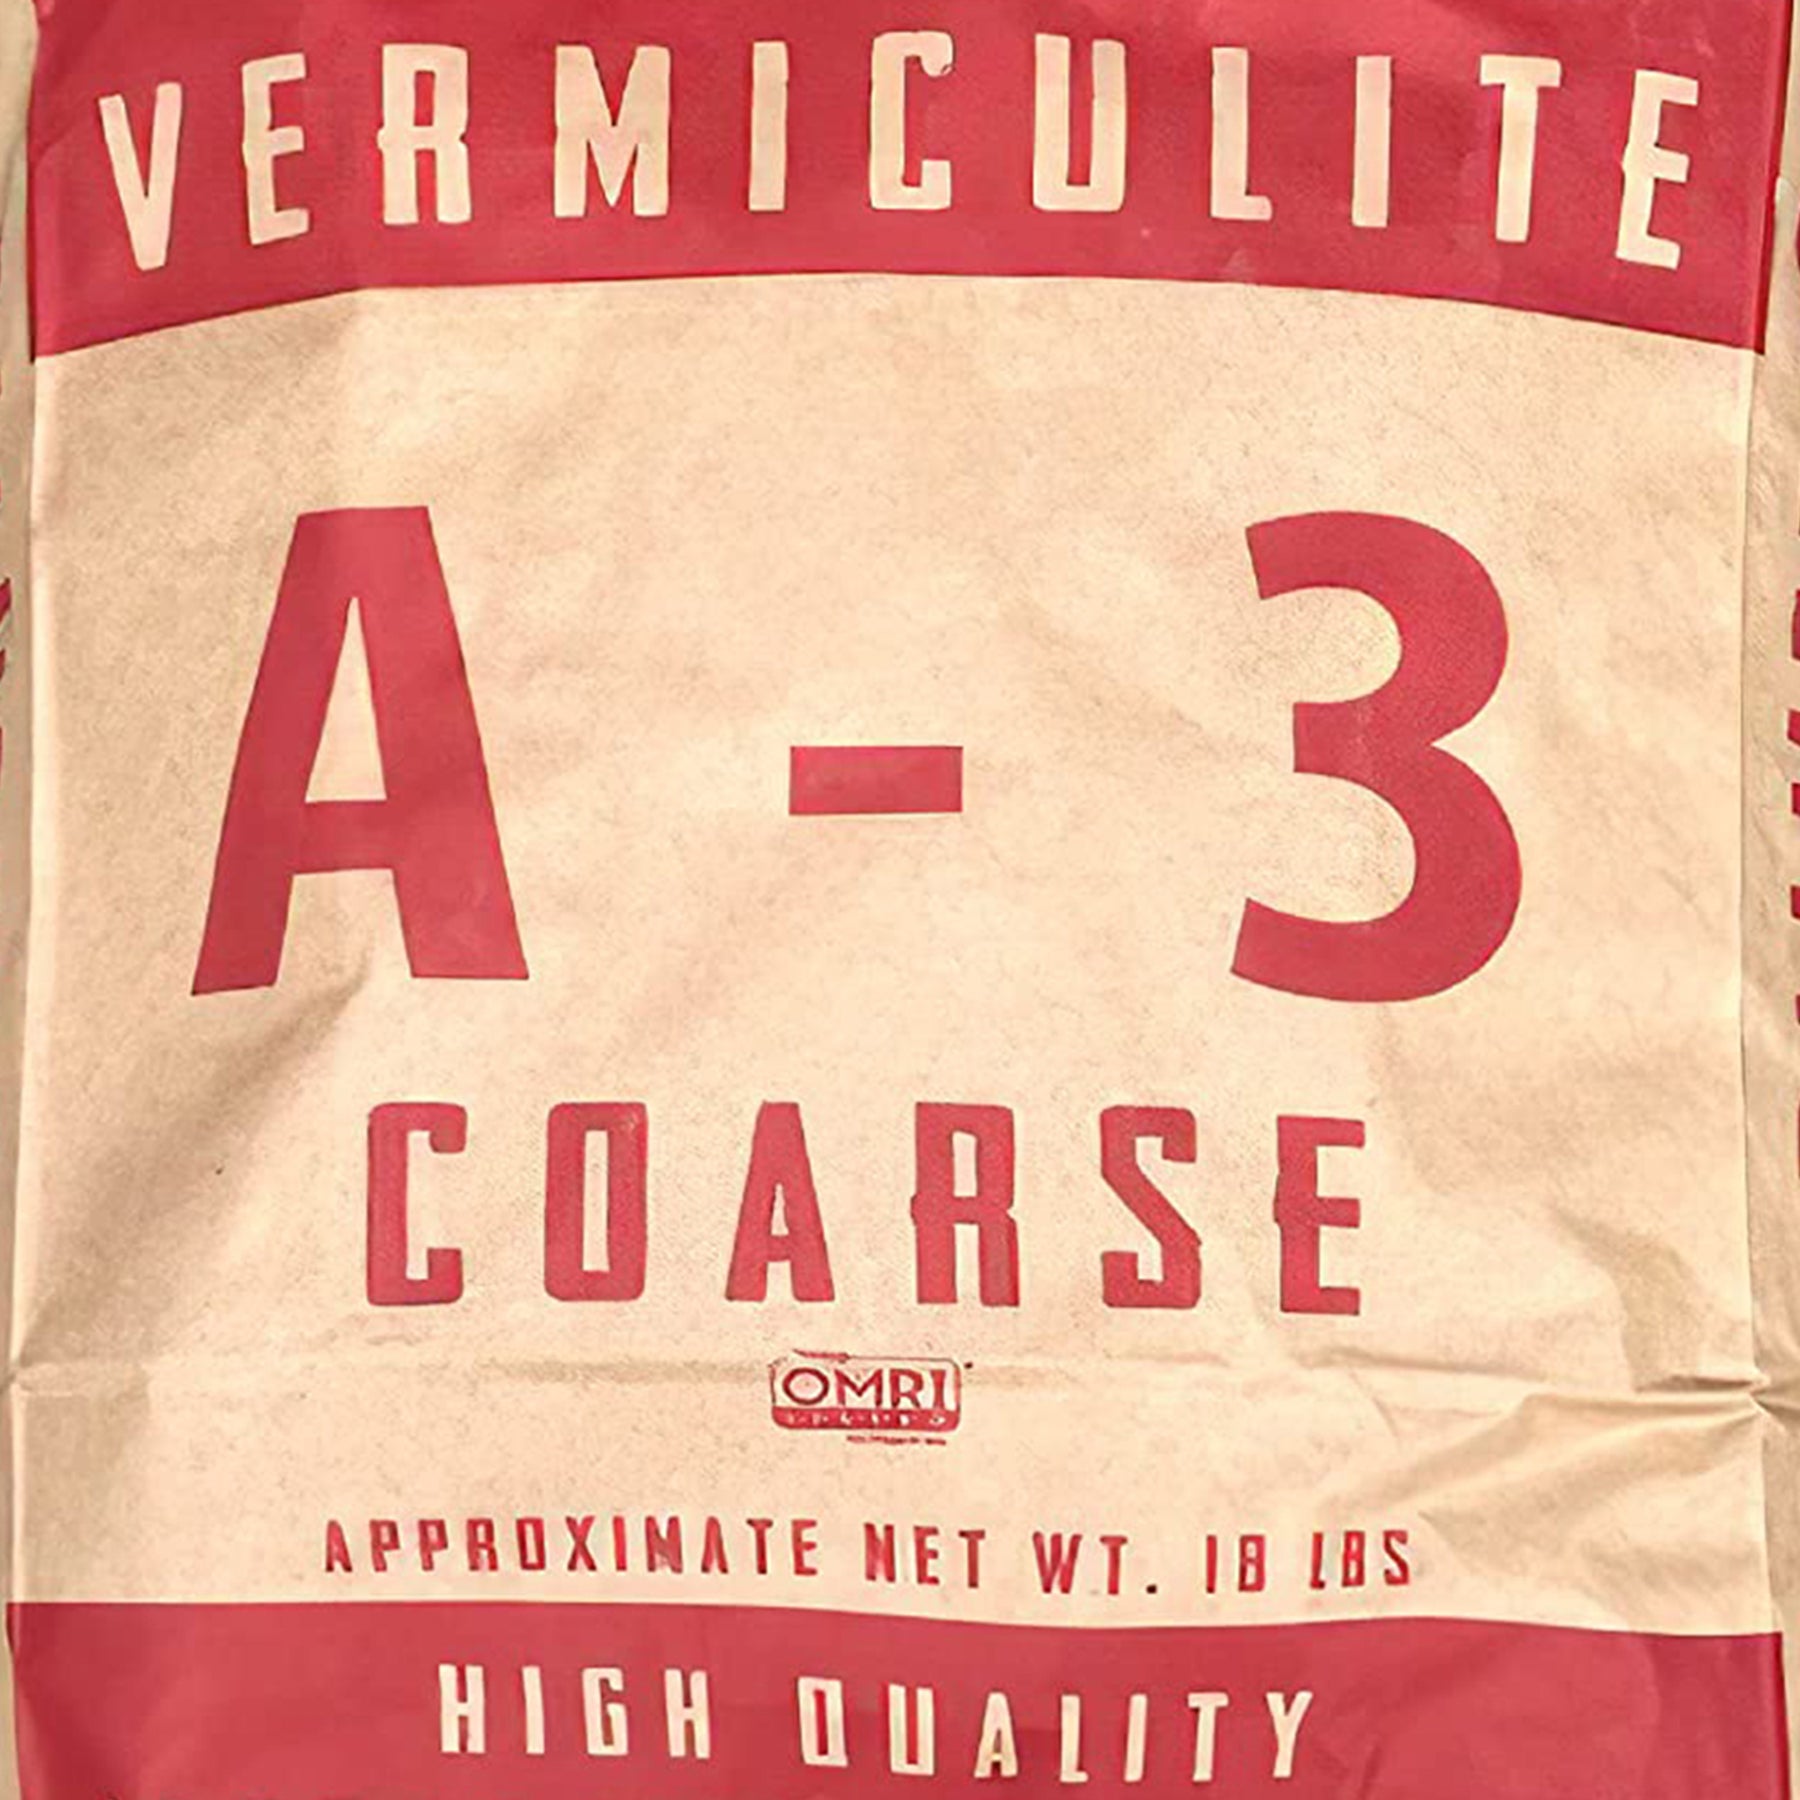 VERMICULITE
A - 3
COARSE
OMRI
APPROXIMATE NET WT. 18 LBS
HIGH QUALITY